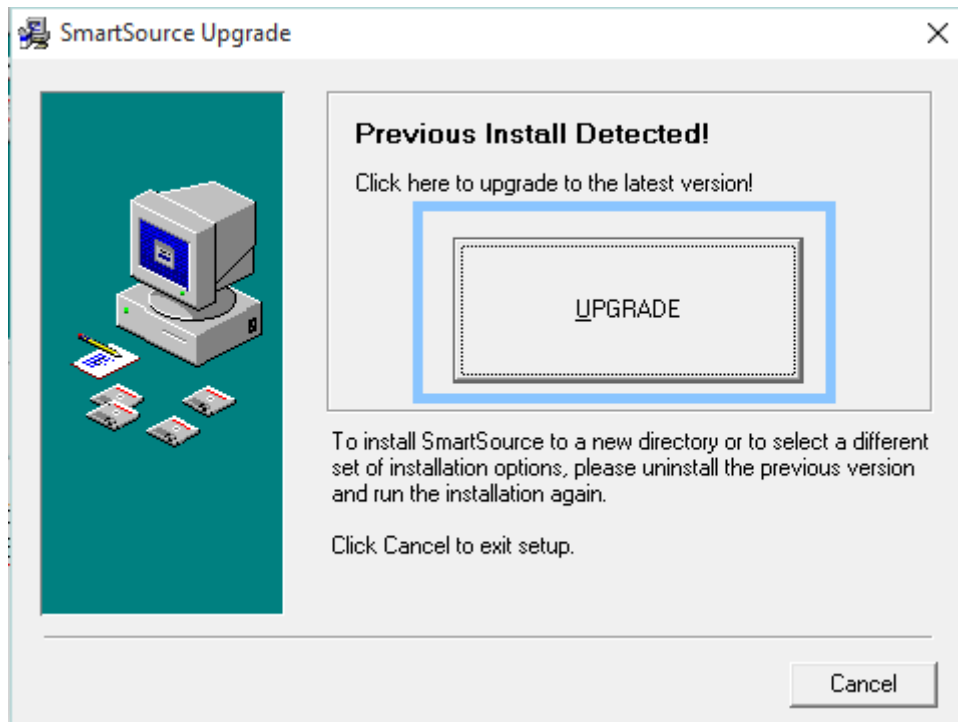 SmartSource Upgrade
Previous Install Detected!
Click here to upgrade to the latest version!
UPGRADE
To install SmartSource to a new directory or to select a different
set of installation options, please uninstall the previous version
and run the installation again.
Click Cancel to exit setup.
Cancel